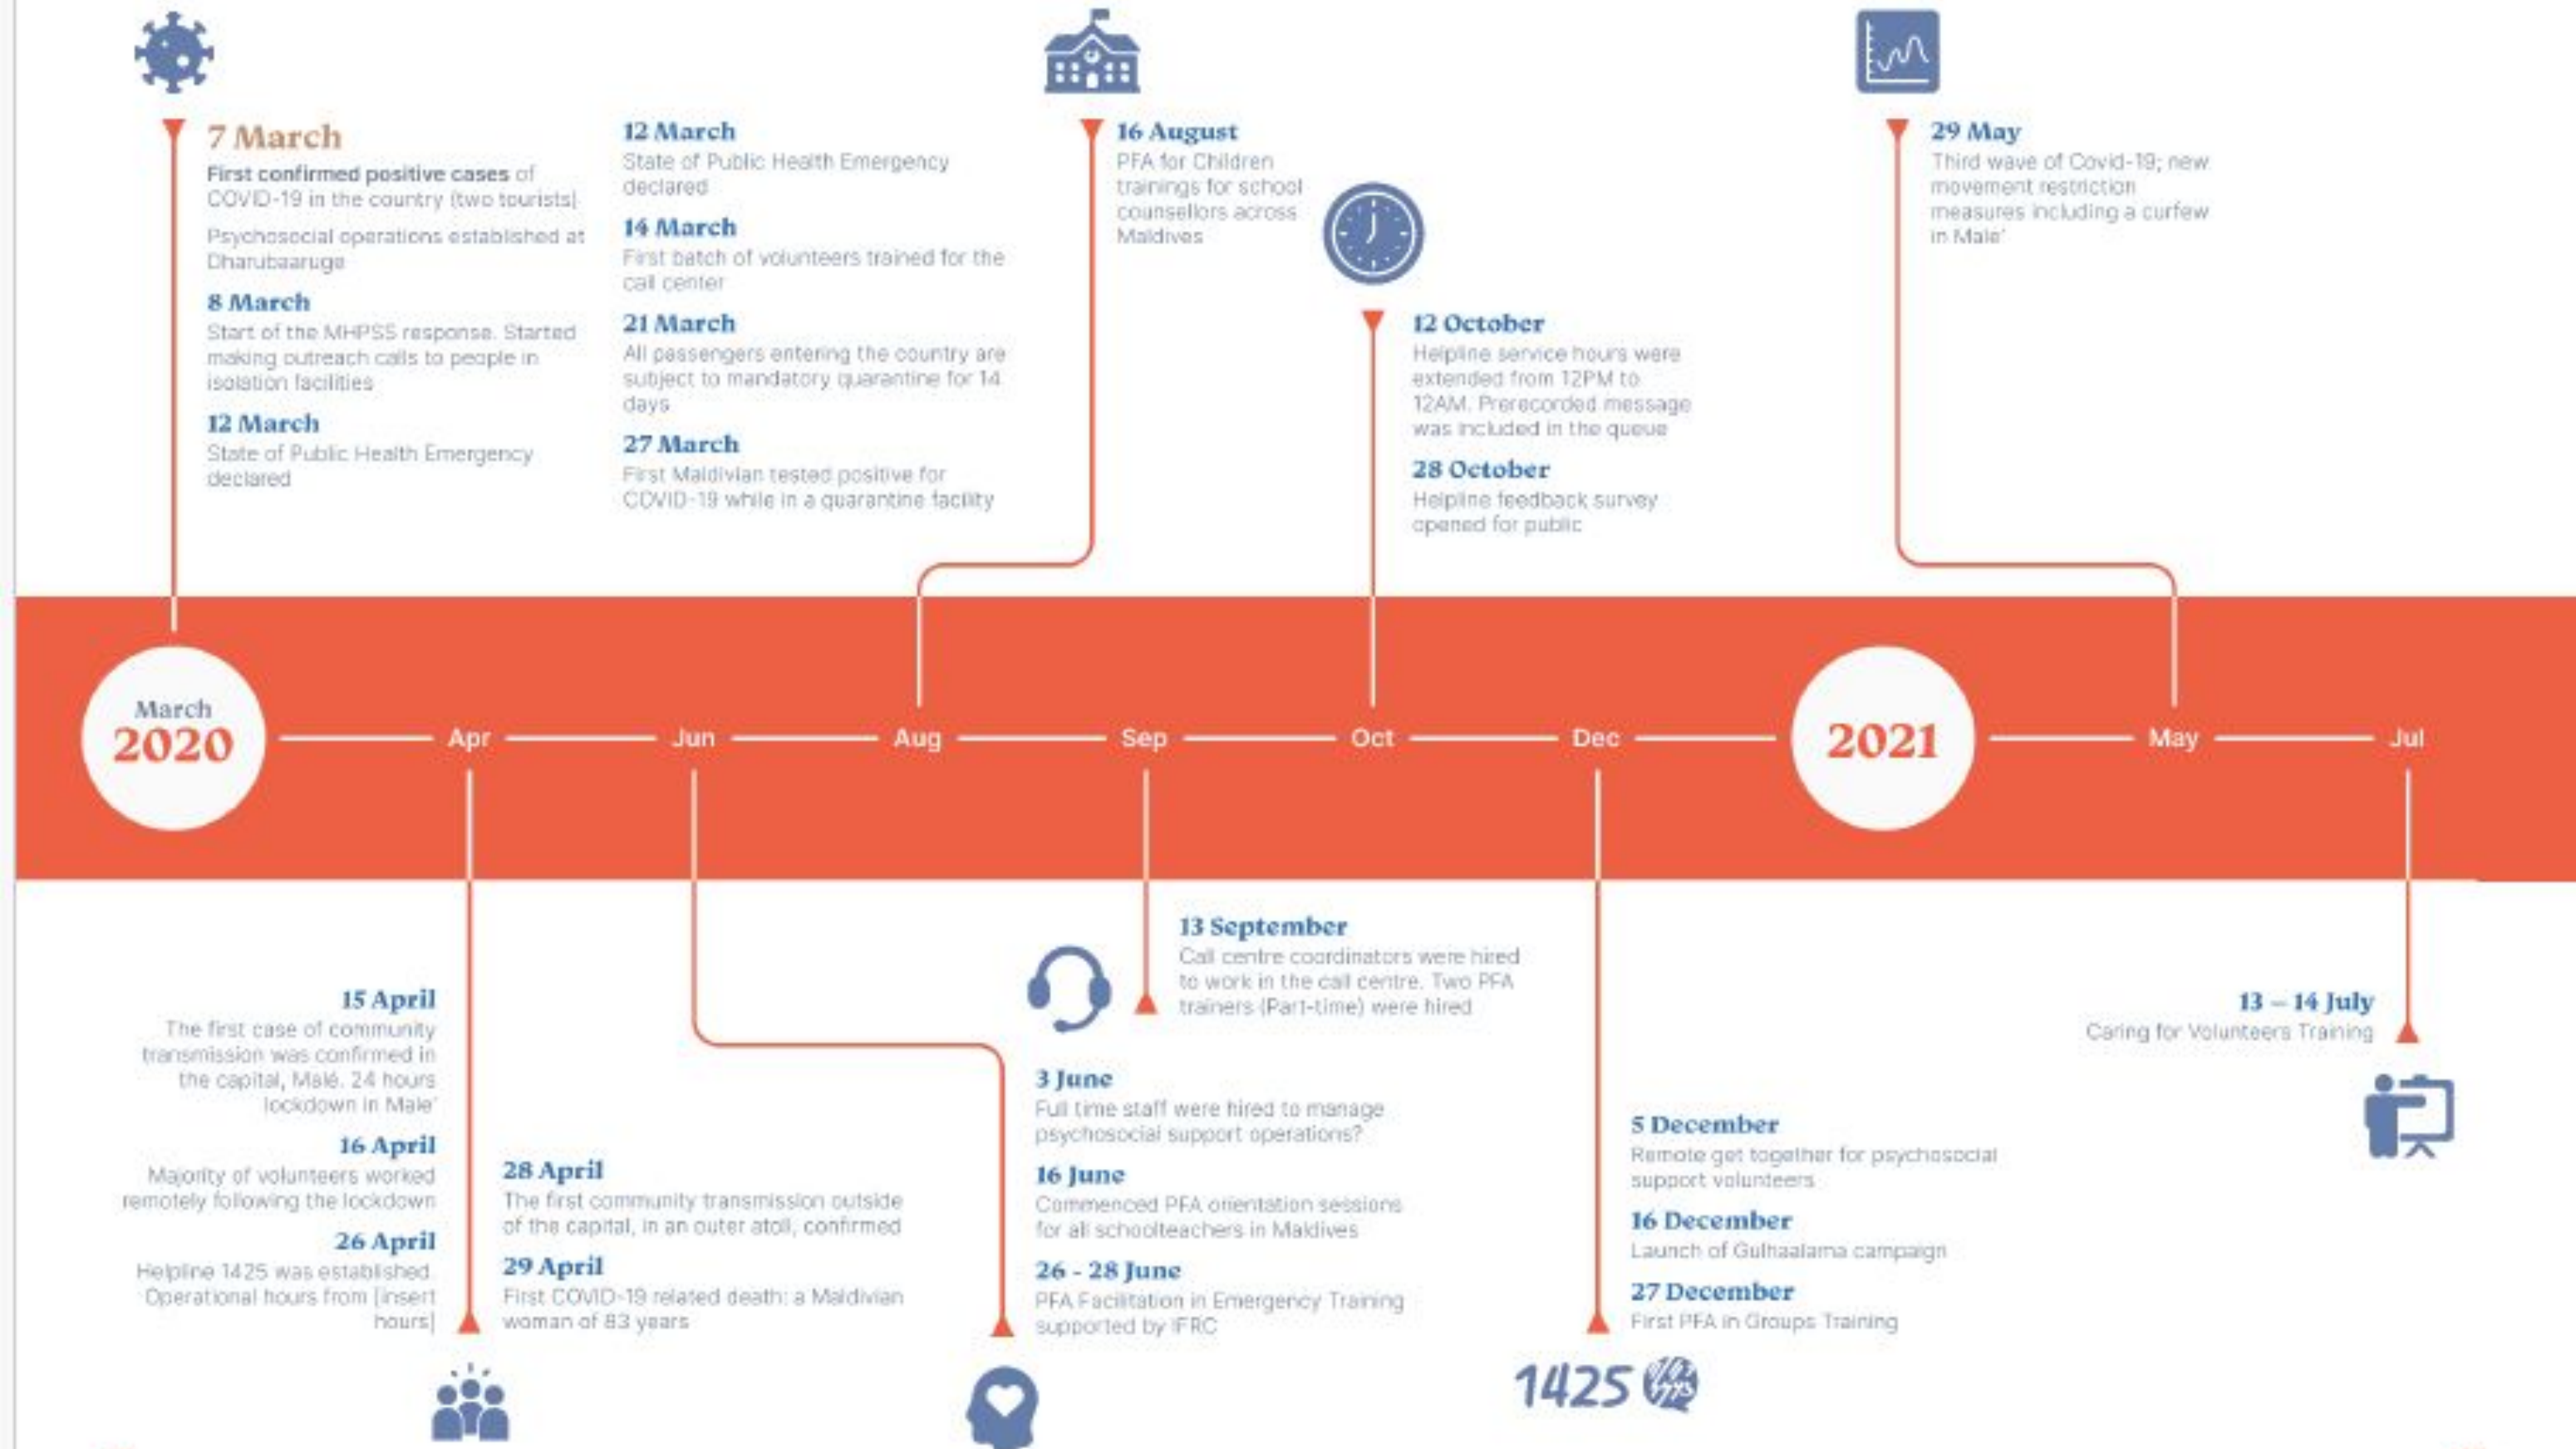 7 March
First confirmed positive cases of
COVID-19 in the country (two tourists)
Psychosocial operations established at
Dharubaaruge
8 March
Start of the MHPSS response. Started
making outreach calls to people in
isolation facilities
12 March
State of Public Health Emergency
declared
12 March
State of Public Health Emergency
declared
14 March
First batch of volunteers trained for the
call center
21 March
All passengers entering the country are
subject to mandatory quarantine for 14
days
27 March
First Maldivian tested positive for
COVID-19 while in a quarantine facility
16 August
PFA for Children
trainings for school
counsellors across
Maldives
12 October
Helpline service hours were
extended from 12PM to
12AM. Prerecorded message
was included in the queue
28 October
Helpline feedback survey
opened for public
29 May
Third wave of Covid-19; new
movement restriction
measures including a curfew
in Male'
March
2020
Apr
Jun
Aug
Sep
Oct
Dec
2021
May
Jul
15 April
The first case of community
transmission was confirmed in
the capital, Malé. 24 hours
lockdown in Male'
16 April
Majority of volunteers worked
remotely following the lockdown
26 April
Helpline 1425 was established.
Operational hours from [insert
hours]
28 April
The first community transmission outside
of the capital, in an outer atoll, confirmed
29 April
First COVID-19 related death: a Maldivian
woman of 83 years
13 September
Call centre coordinators were hired
to work in the call centre. Two PFA
trainers (Part-time) were hired
3 June
Full time staff were hired to manage
psychosocial support operations?
16 June
Commenced PFA orientation sessions
for all schoolteachers in Maldives
26 - 28 June
PFA Facilitation in Emergency Training
supported by IFRC
5 December
Remote get together for psychosocial
support volunteers
16 December
Launch of Gulhaalama campaign
27 December
First PFA in Groups Training
1425
13 – 14 July
Caring for Volunteers Training